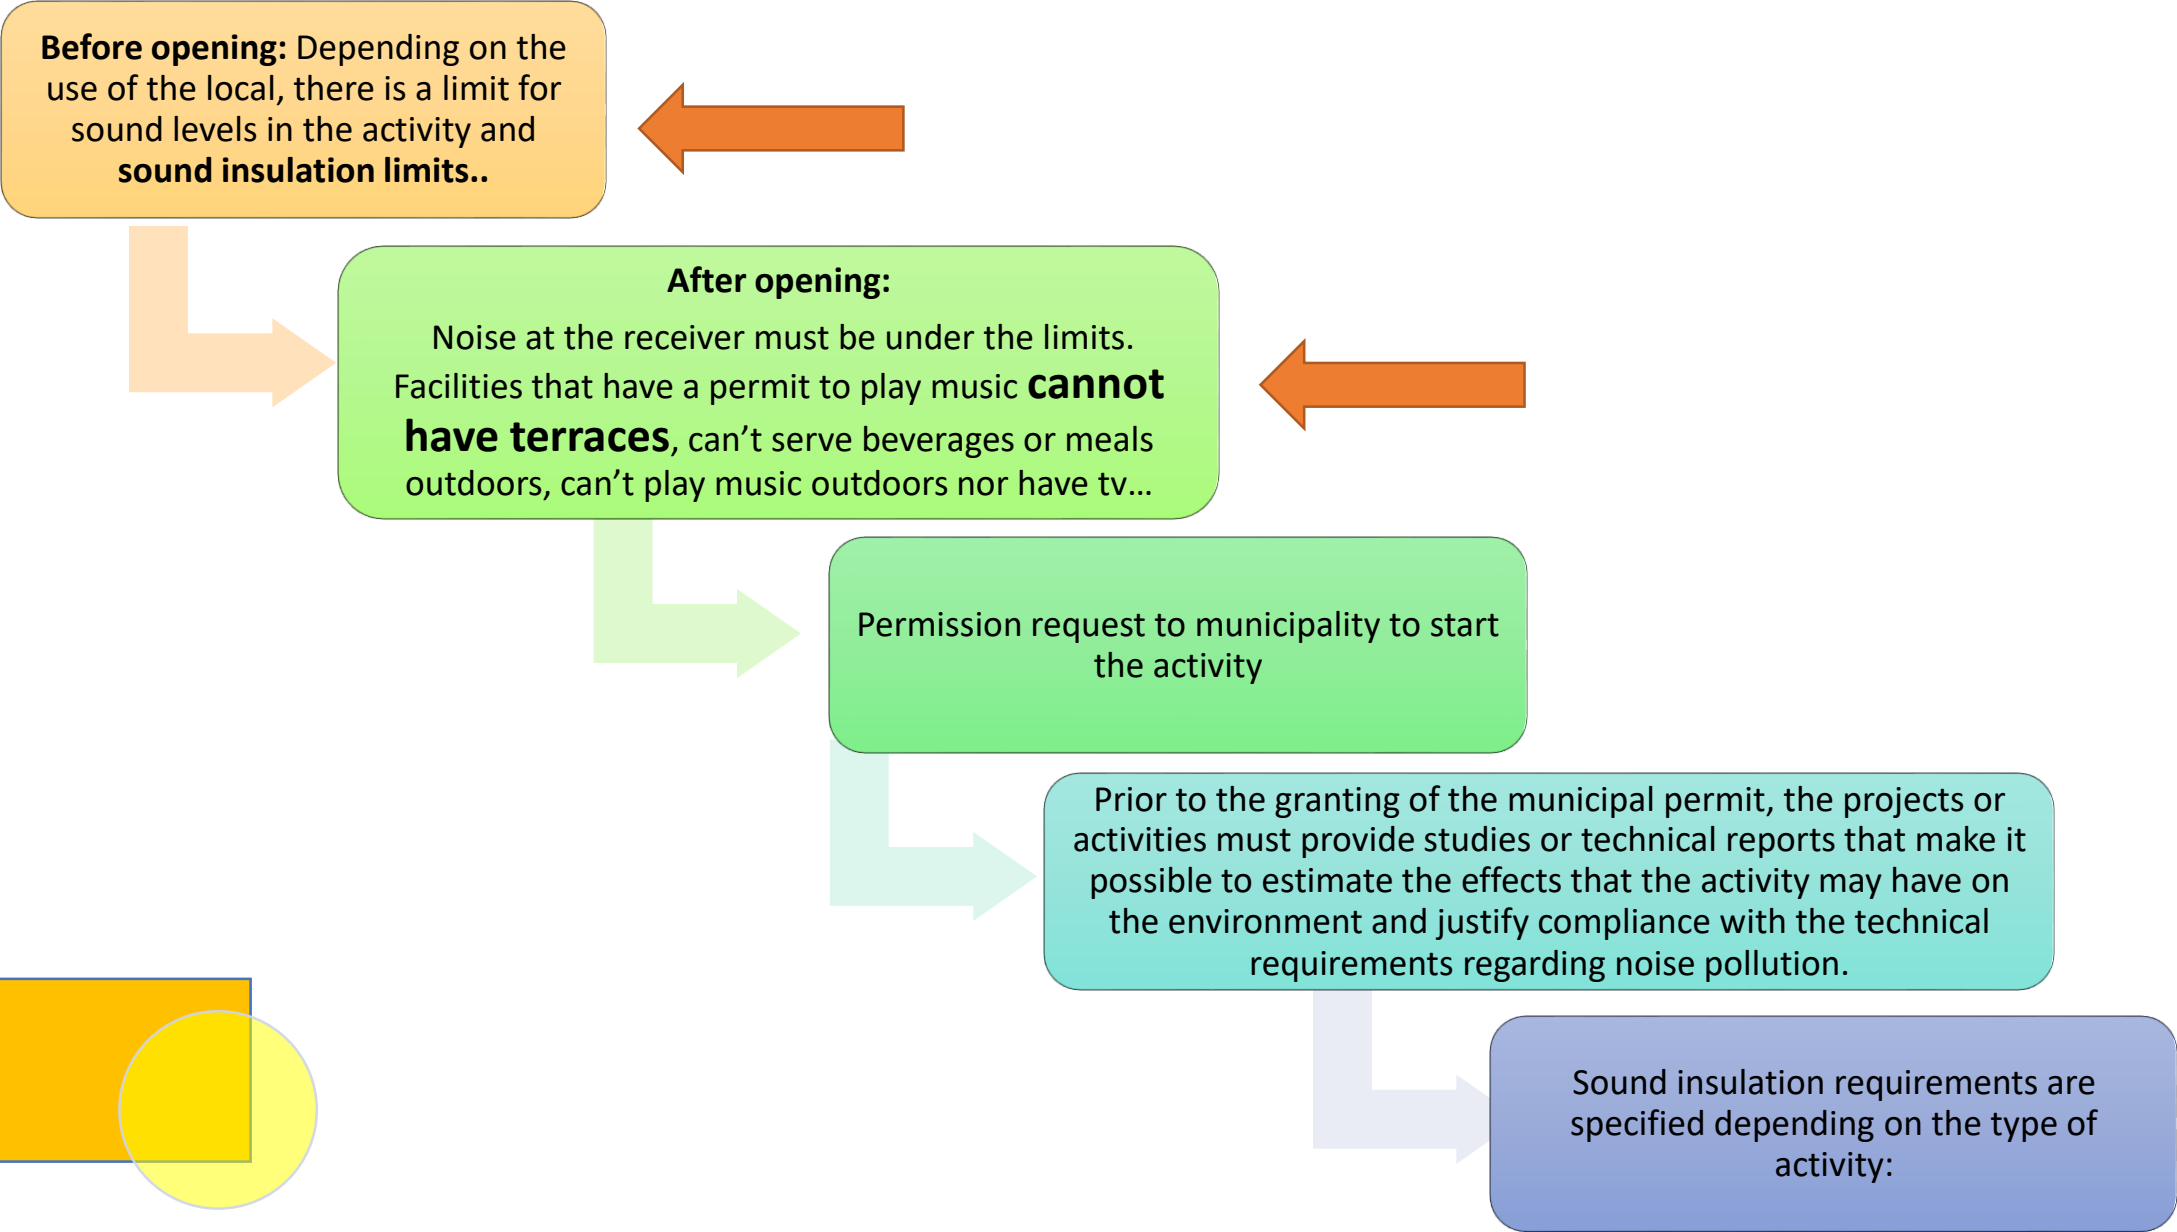 Before opening: Depending on the
use of the local, there is a limit for
sound levels in the activity and
sound insulation limits..
After opening:
Noise at the receiver must be under the limits.
Facilities that have a permit to play music cannot
have terraces, can’t serve beverages or meals
outdoors, can’t play music outdoors nor have tv…
Permission request to municipality to start
the activity
Prior to the granting of the municipal permit, the projects or
activities must provide studies or technical reports that make it
possible to estimate the effects that the activity may have on
the environment and justify compliance with the technical
requirements regarding noise pollution.
Sound insulation requirements are
specified depending on the type of
activity: